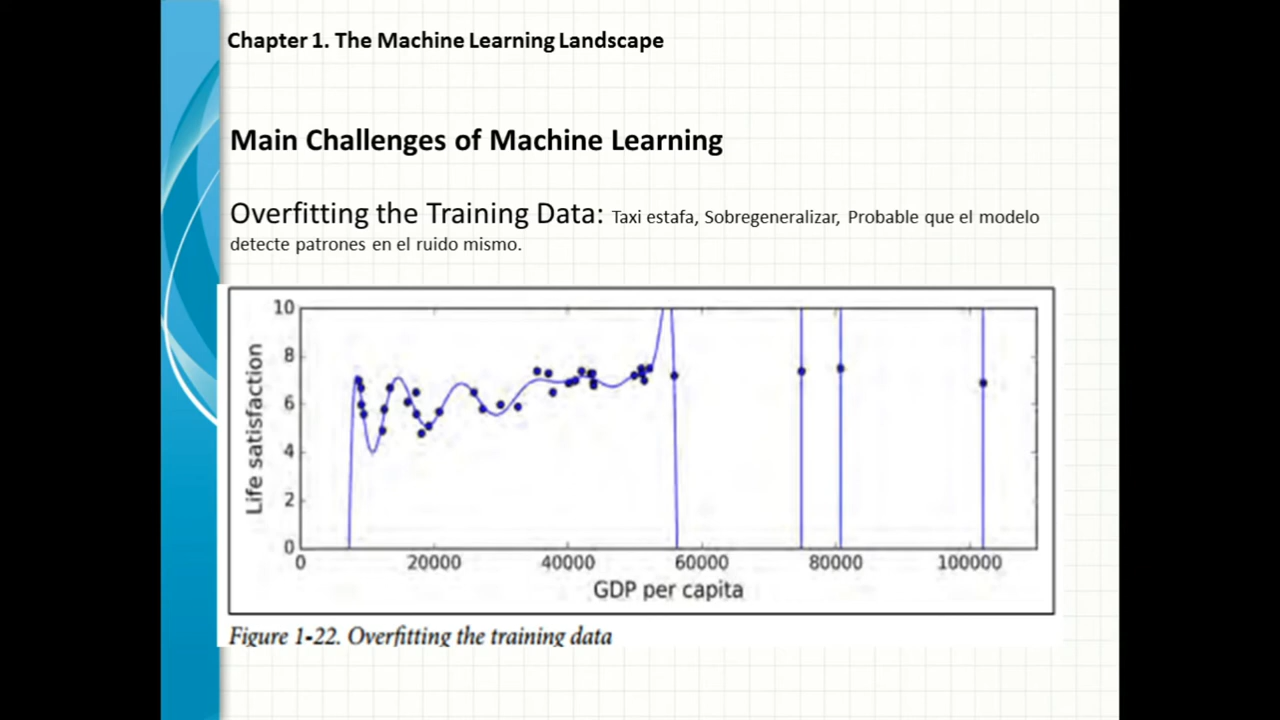 Chapter 1. The Machine Learning Landscape
Main Challenges of Machine Learning
Overfitting the Training Data: Taxi estafa, Sobregeneralizar, Probable que el modelo
detecte patrones en el ruido mismo.
10
8
6
4
2
0
Life satisfaction
0 20000 40000 60000 80000 100000
GDP per capita
Figure 1-22. Overfitting the training data